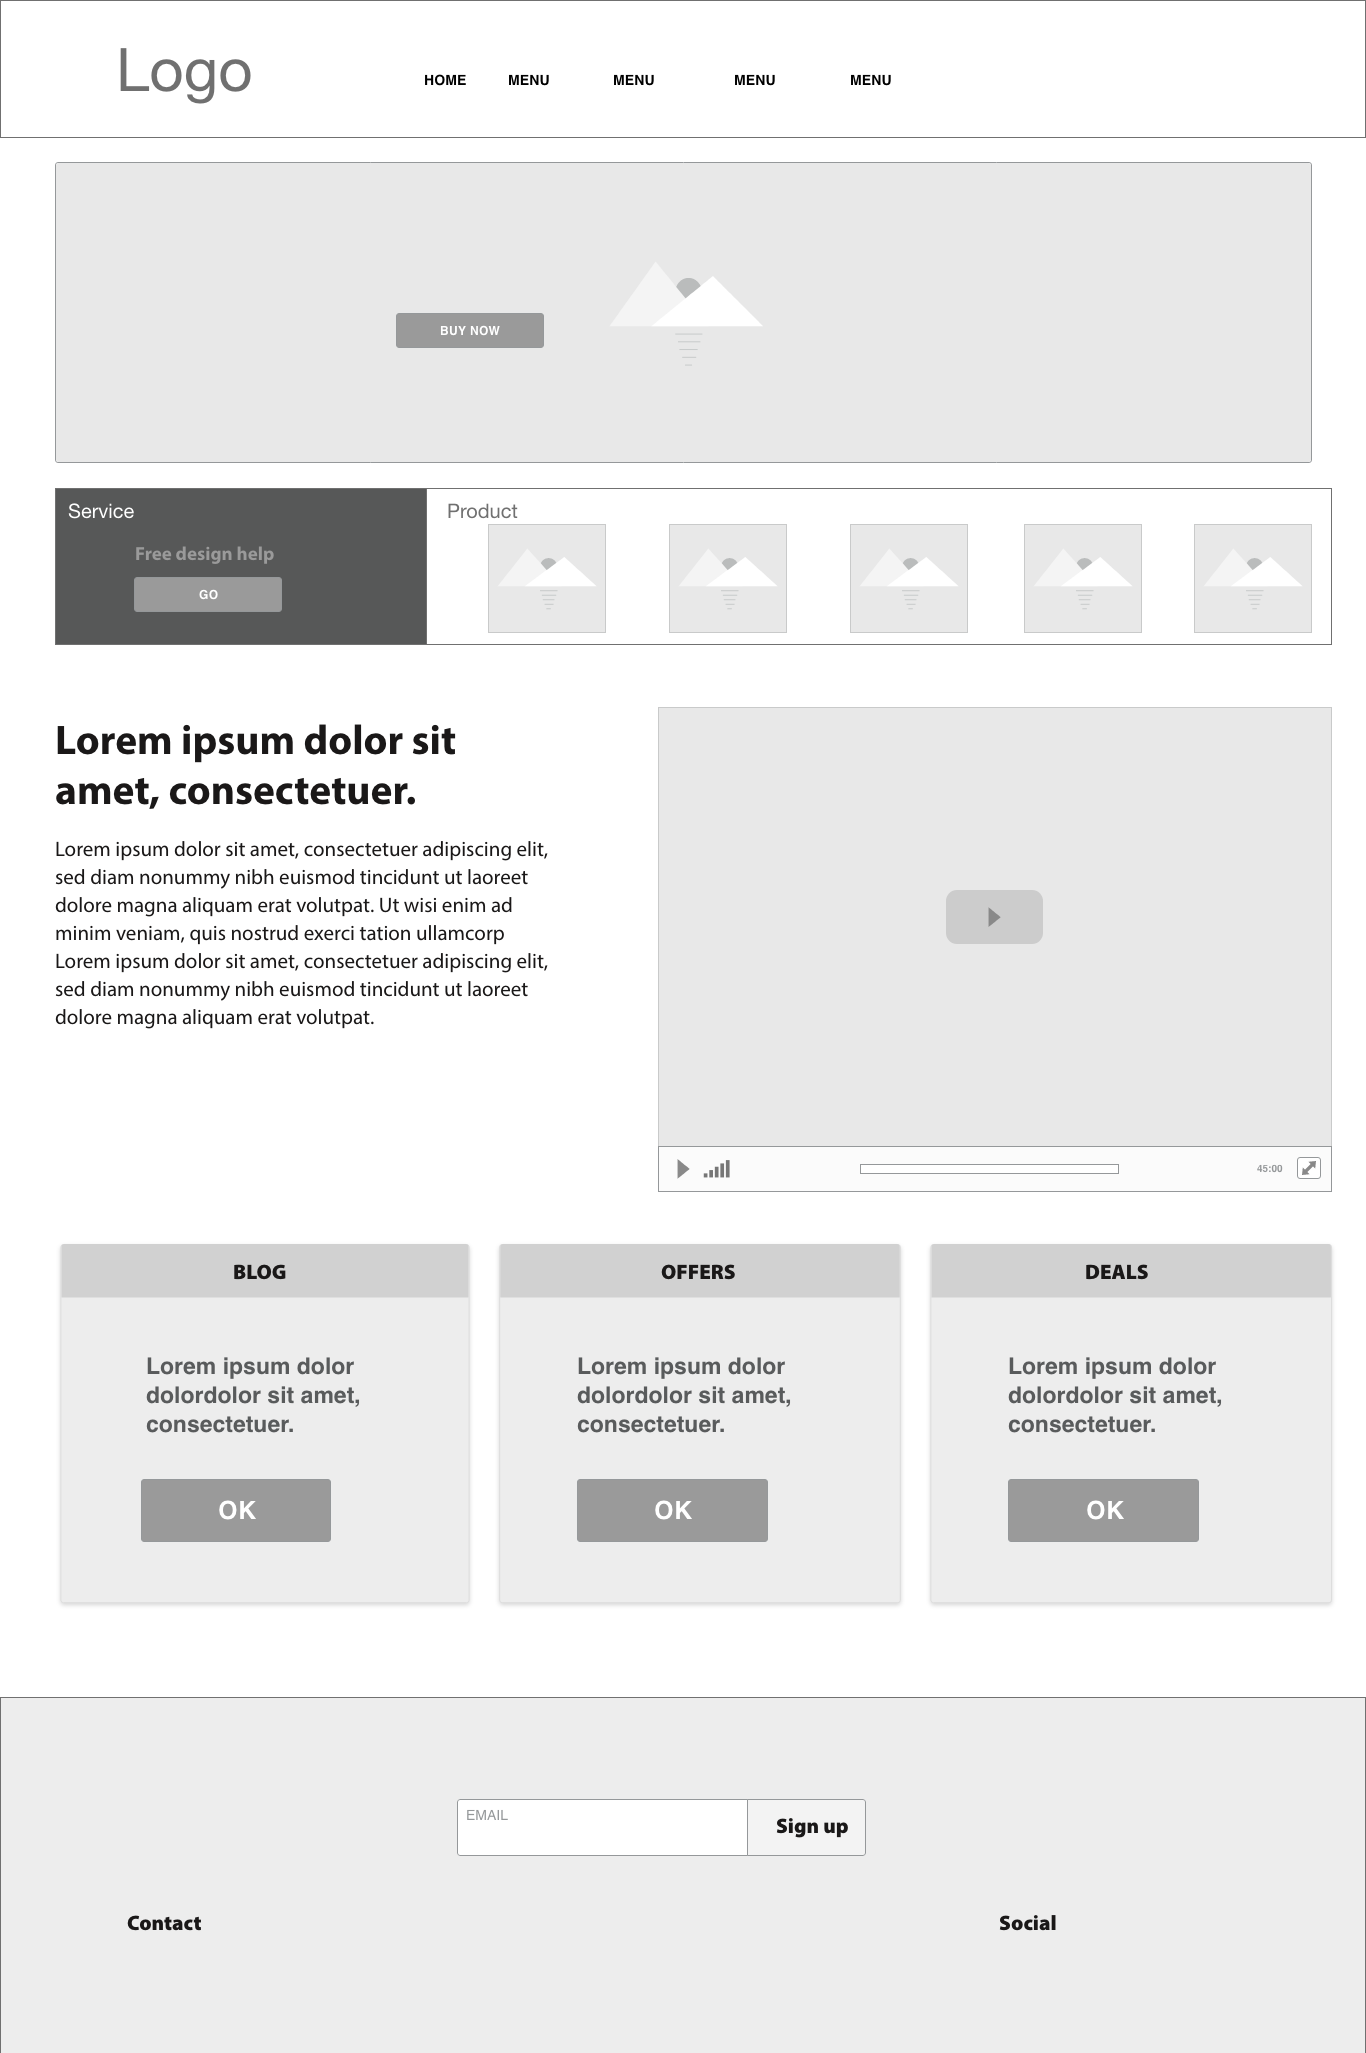 Logo
HOME MENU MENU MENU MENU
BUY NOW
Service
Free design help
GO
Product
Lorem ipsum dolor sit
amet, consectetuer.
Lorem ipsum dolor sit amet, consectetuer adipiscing elit,
sed diam nonummy nibh euismod tincidunt ut laoreet
dolore magna aliquam erat volutpat. Ut wisi enim ad
minim veniam, quis nostrud exerci tation ullamcorp
Lorem ipsum dolor sit amet, consectetuer adipiscing elit,
sed diam nonummy nibh euismod tincidunt ut laoreet
dolore magna aliquam erat volutpat.
45:00
BLOG
Lorem ipsum dolor
dolordolor sit amet,
consectetuer.
OK
OFFERS
Lorem ipsum dolor
dolordolor sit amet,
consectetuer.
OK
DEALS
Lorem ipsum dolor
dolordolor sit amet,
consectetuer.
OK
EMAIL
Sign up
Contact
Social